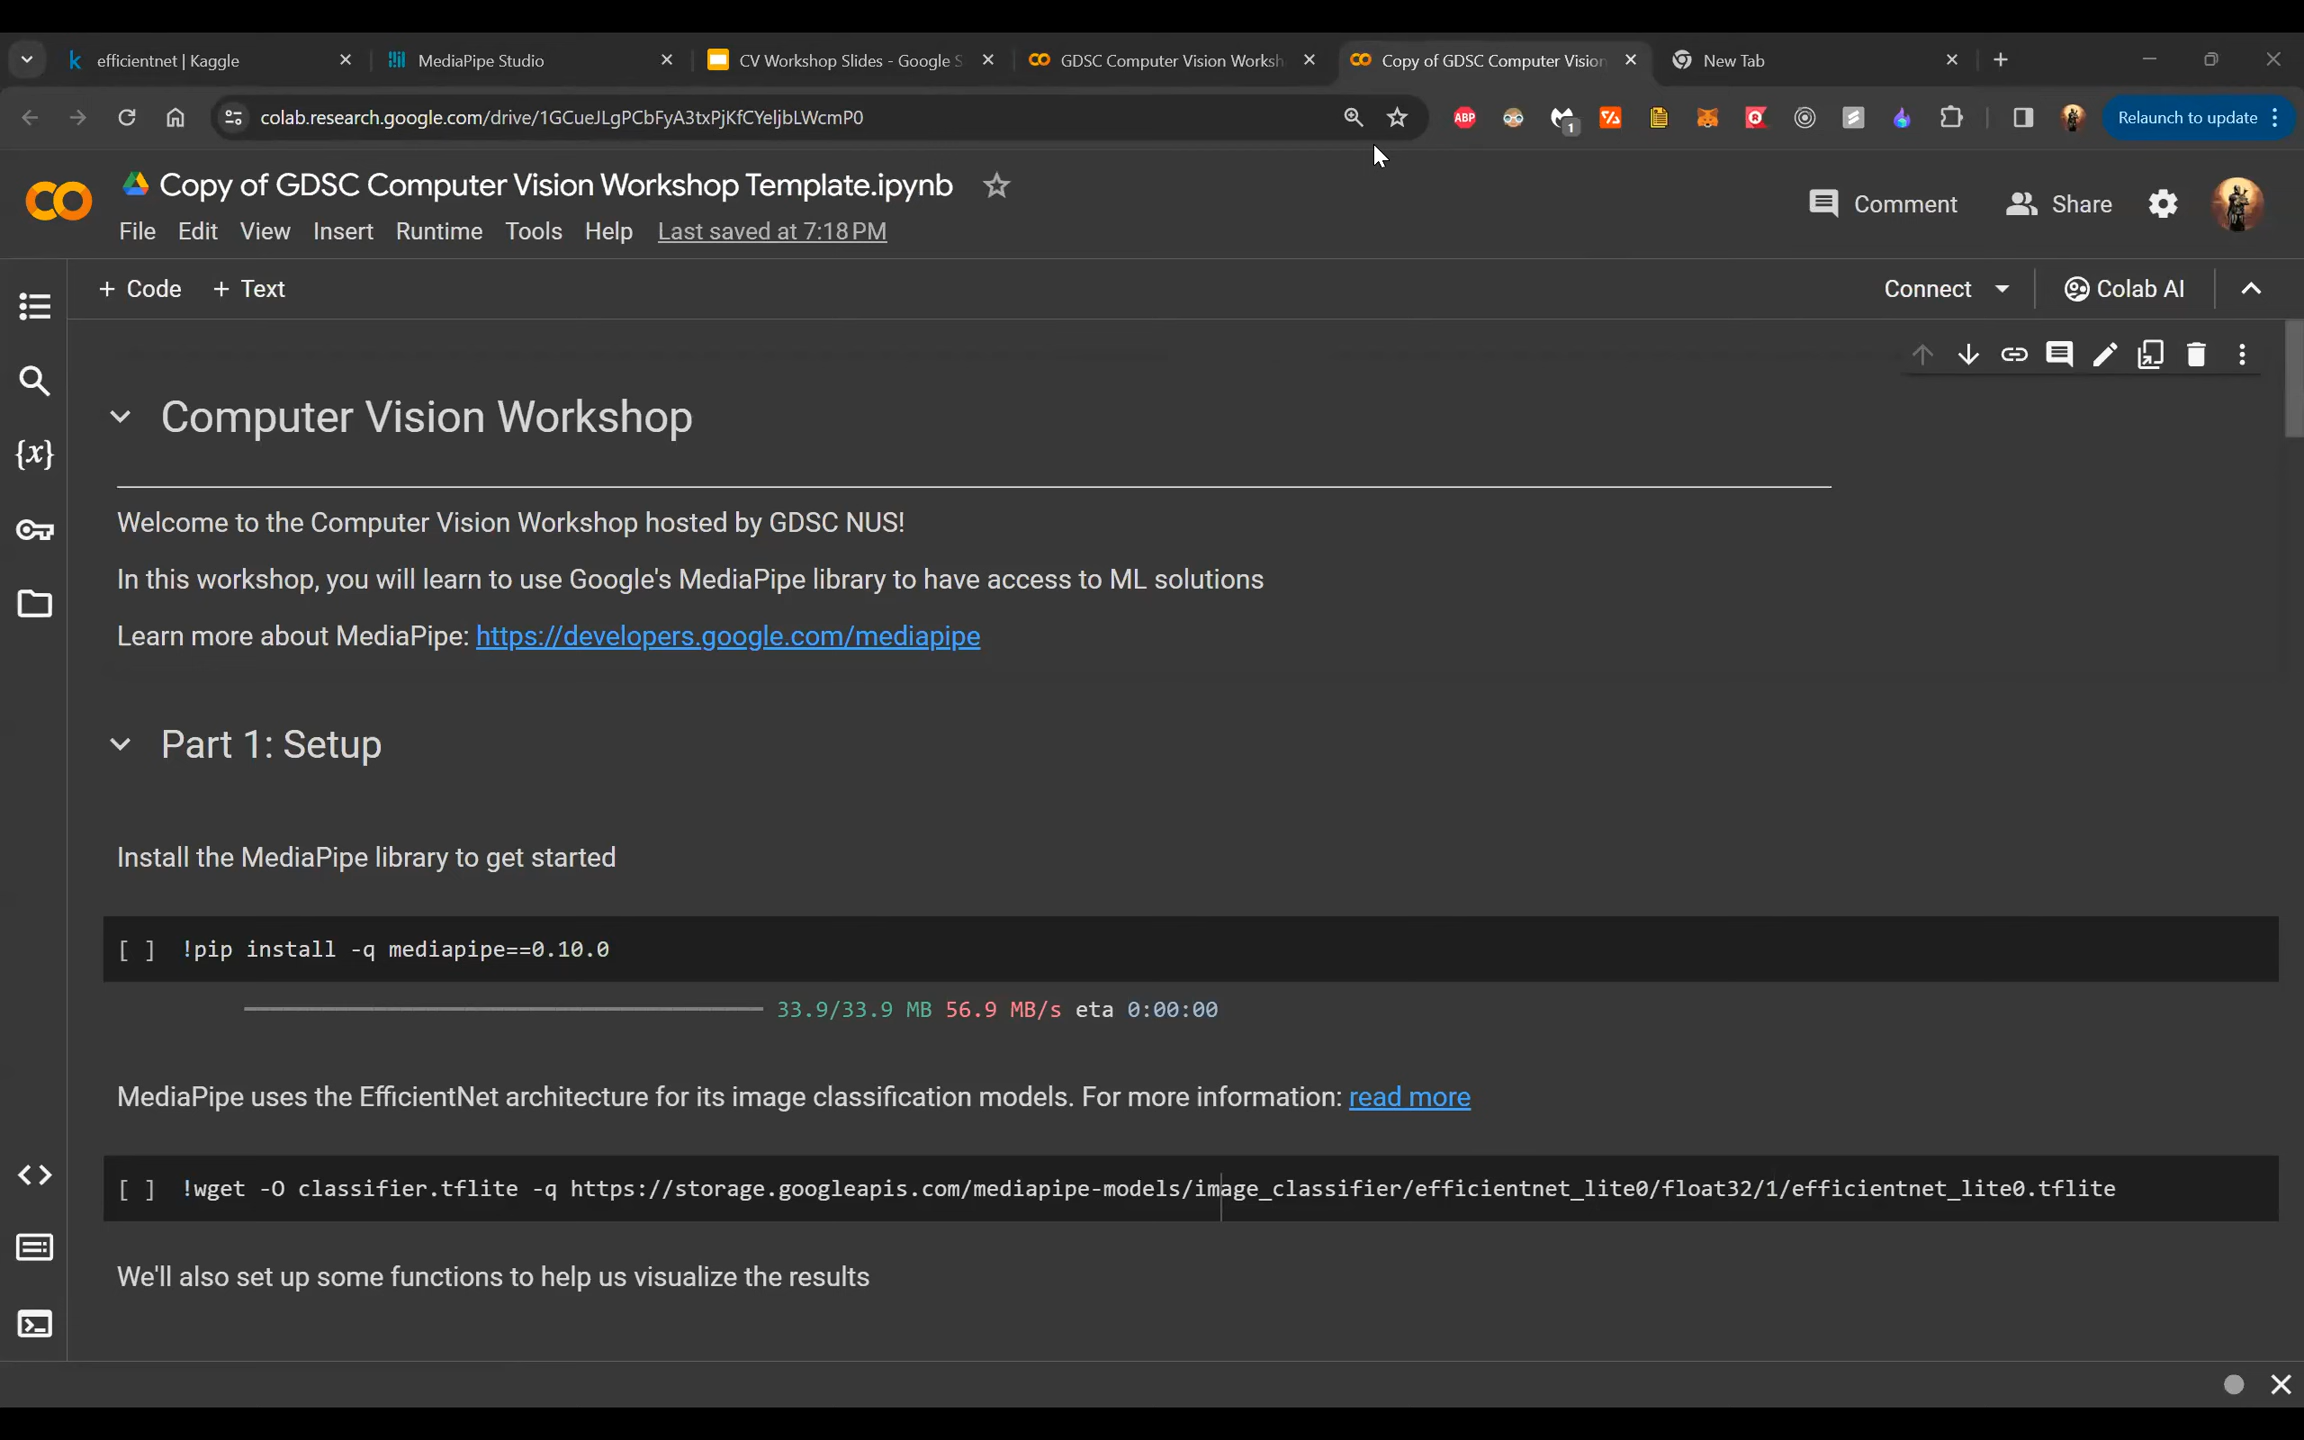 efficientnet | Kaggle
MediaPipe Studio
CV Workshop Slides - Google S
GDSC Computer Vision Worksh
Copy of GDSC Computer Vision
New Tab
colab.research.google.com/drive/1GCueJLgPCbFyA3txPjKfCYeljbLWcmP0
ABP
1
Relaunch to update
Copy of GDSC Computer Vision Workshop Template.ipynb
Comment
Share
File Edit View Insert Runtime Tools Help Last saved at 7:18 PM
+ Code + Text
Connect
Colab AI
Computer Vision Workshop
Welcome to the Computer Vision Workshop hosted by GDSC NUS!
In this workshop, you will learn to use Google's MediaPipe library to have access to ML solutions
Learn more about MediaPipe: https://developers.google.com/mediapipe
Part 1: Setup
Install the MediaPipe library to get started
[ ] !pip install -q mediapipe==0.10.0
33.9/33.9 MB 56.9 MB/s eta 0:00:00
MediaPipe uses the EfficientNet architecture for its image classification models. For more information: read more
[ ] !wget -O classifier.tflite -q https://storage.googleapis.com/mediapipe-models/image_classifier/efficientnet_lite0/float32/1/efficientnet_lite0.tflite
We'll also set up some functions to help us visualize the results